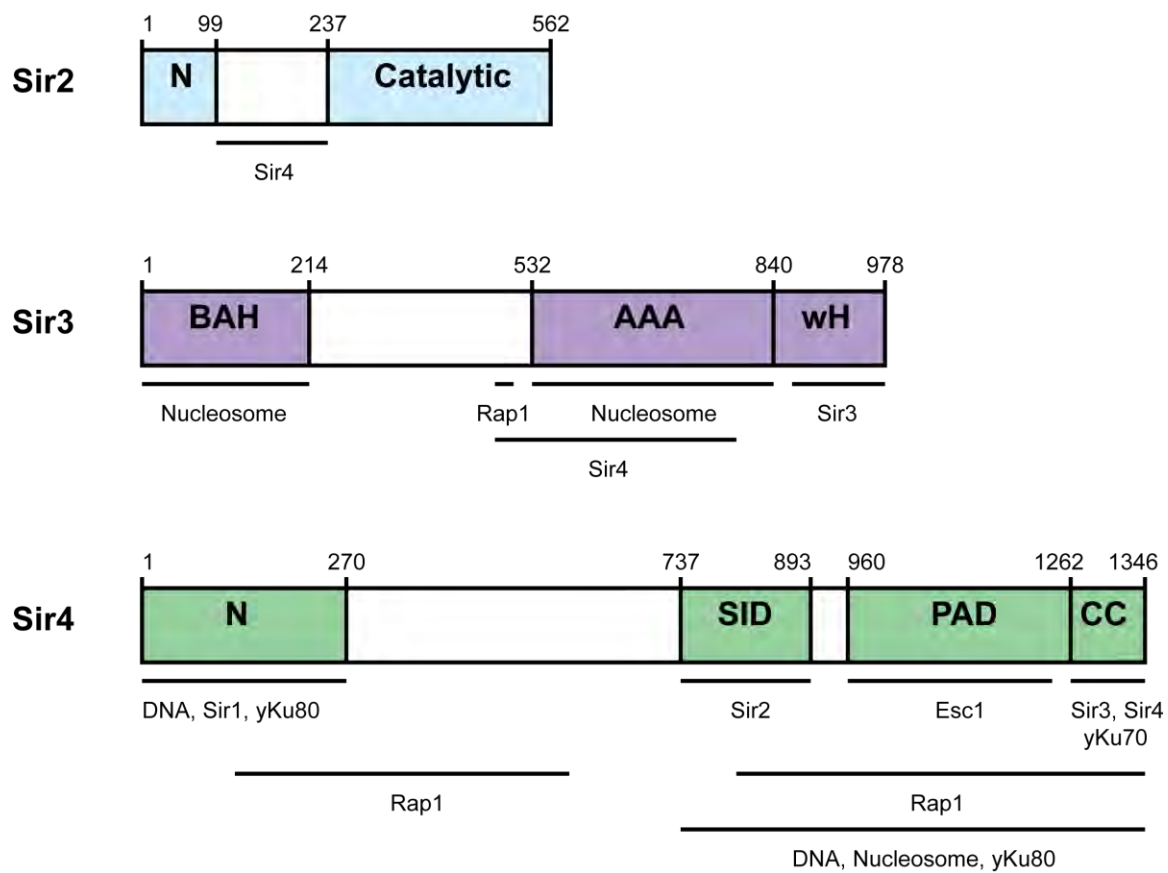 1 99 237 562
Sir2 N Catalytic
Sir4
1 214 532 840 978
Sir3 BAH AAA wH
Nucleosome Rap1 Nucleosome Sir3
Sir4
1 270 737 893 960 1262 1346
Sir4 N SID PAD CC
DNA, Sir1, yKu80 Sir2 Esc1 Sir3, Sir4
yKu70
Rap1 Rap1
DNA, Nucleosome, yKu80